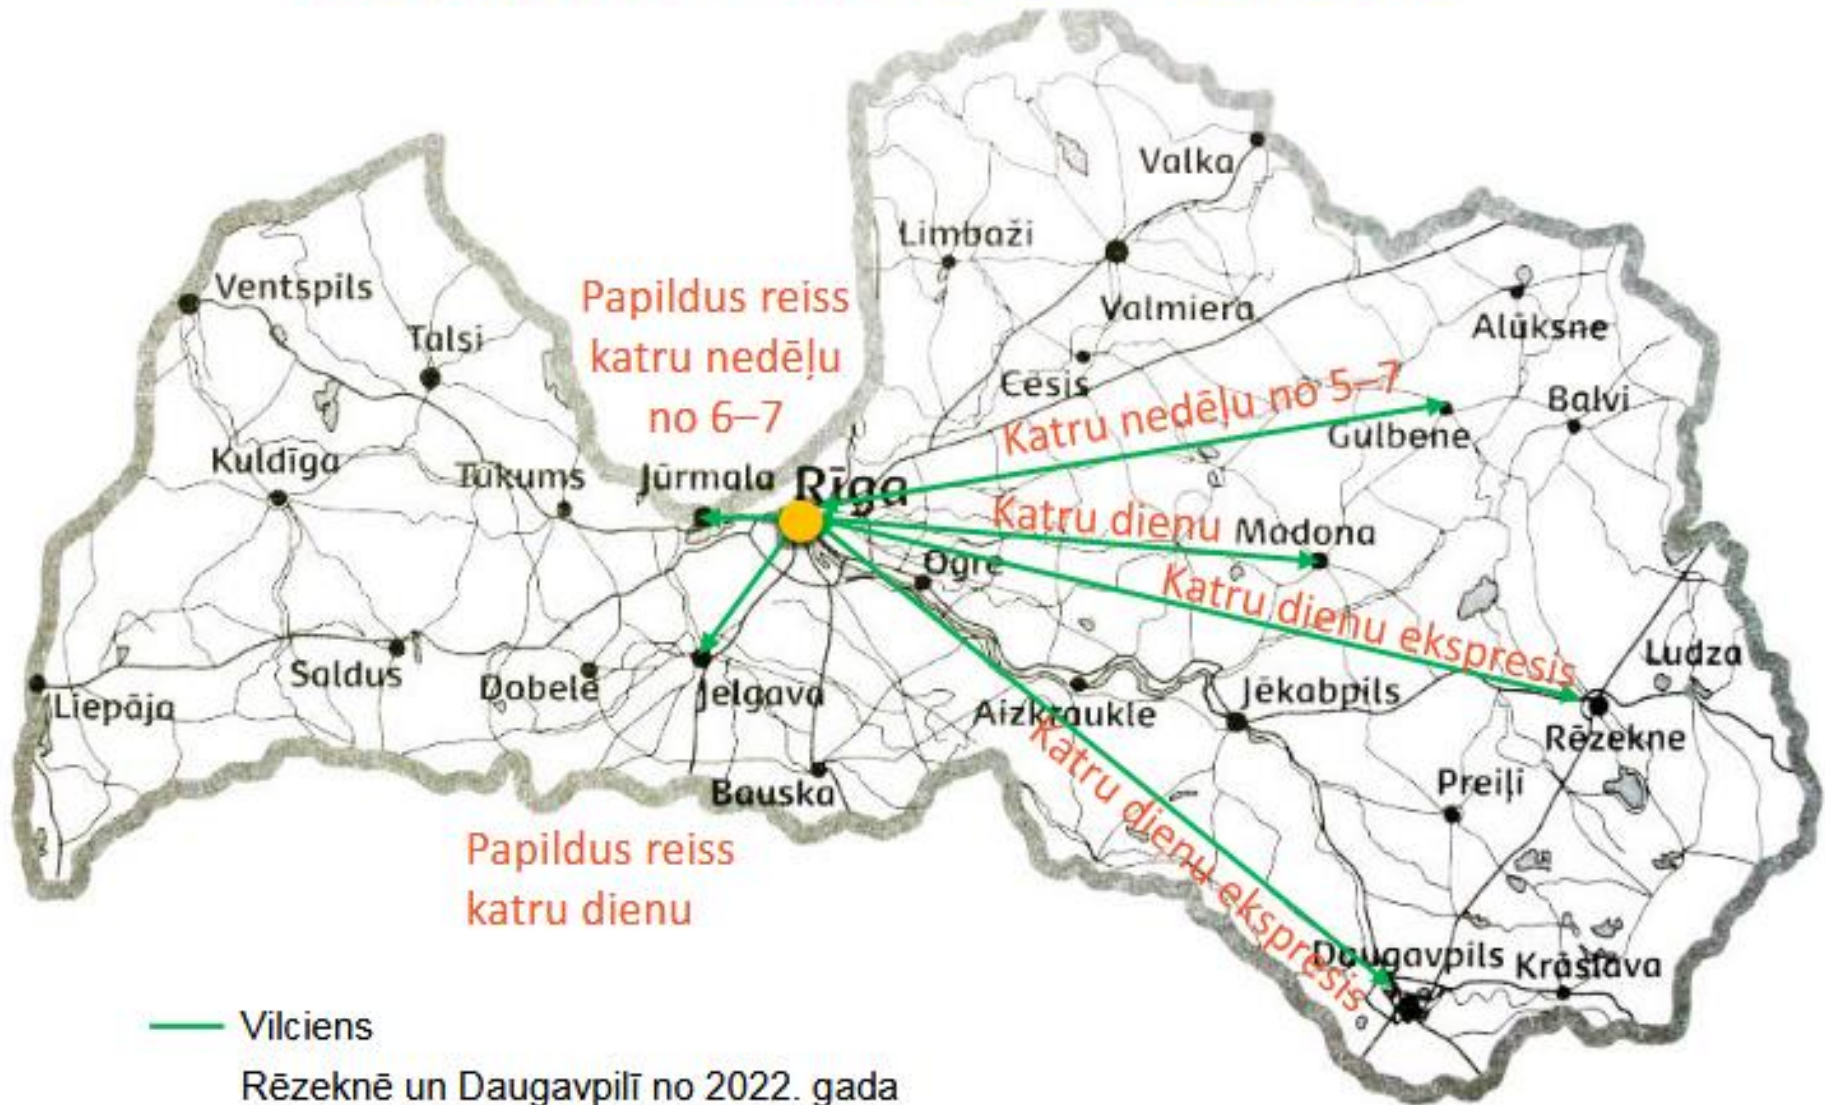 Valka
Limbaži
Ventspils
Papildus reiss
katru nedēļu
no 6–7
Valmiera
Talsi
Alūksne
Cēsis
Katru nedēļu no 5–7
Balvi
Gulbene
Kuldīga
Tukums
Jūrmala
Rīga
Katru dienu
Madona
Ogre
Katru dienu ekspresis
Ludza
Saldus
Dobele
Jelgava
Jēkabpils
Liepāja
Aizkraukle
Rēzekne
Katru dienu ekspresis
Bauska
Preiļi
Papildus reiss
katru dienu
Daugavpils
Krāslava
Vilciens
Rēzeknē un Daugavpilī no 2022. gada